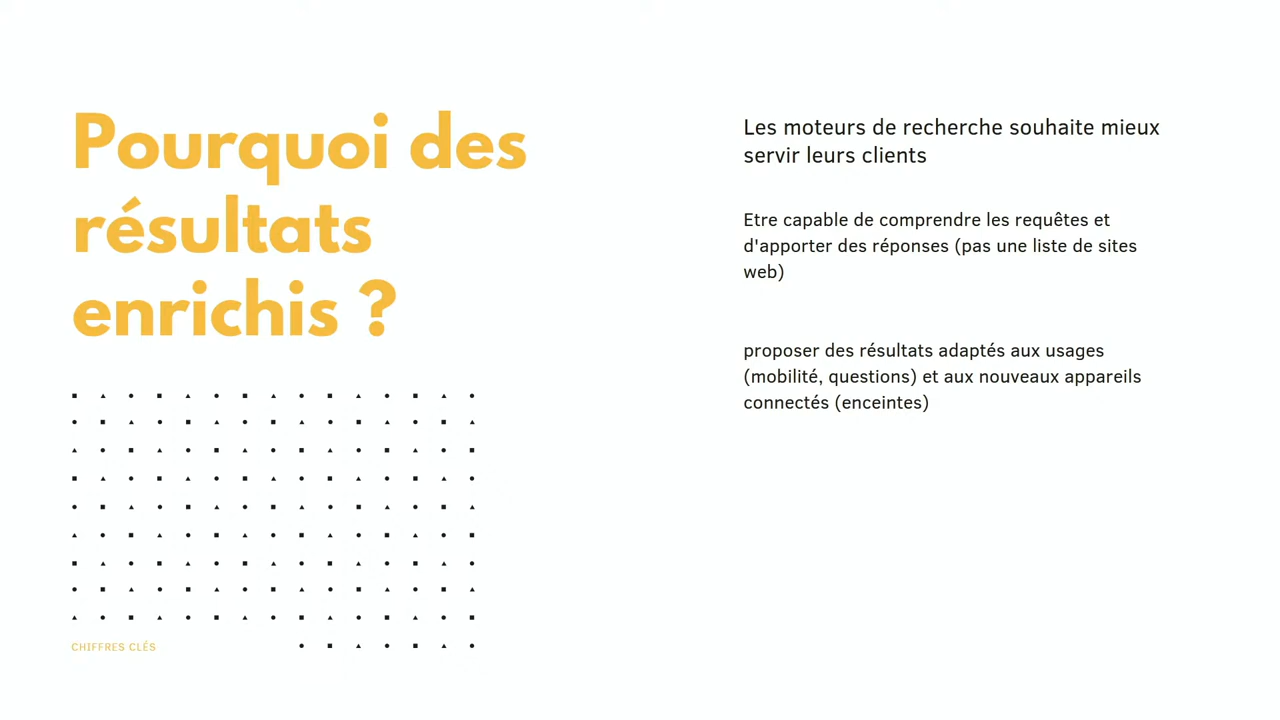 Pourquoi des
résultats
enrichis ?
Les moteurs de recherche souhaite mieux
servir leurs clients
Etre capable de comprendre les requêtes et
d'apporter des réponses (pas une liste de sites
web)
proposer des résultats adaptés aux usages
(mobilité, questions) et aux nouveaux appareils
connectés (enceintes)
CHIFFRES CLÉS